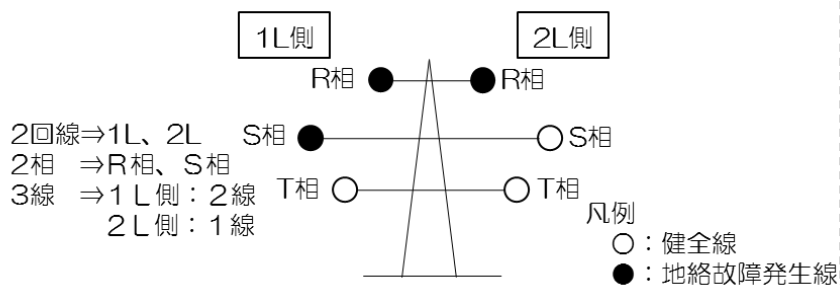 1L側
2L側
R相
R相
2回線⇒1L、2L
S相
S相
2相 ⇒R相、S相
T相
T相
3線 ⇒1L側：2線
2L側：1線
凡例
○：健全線
●：地絡故障発生線